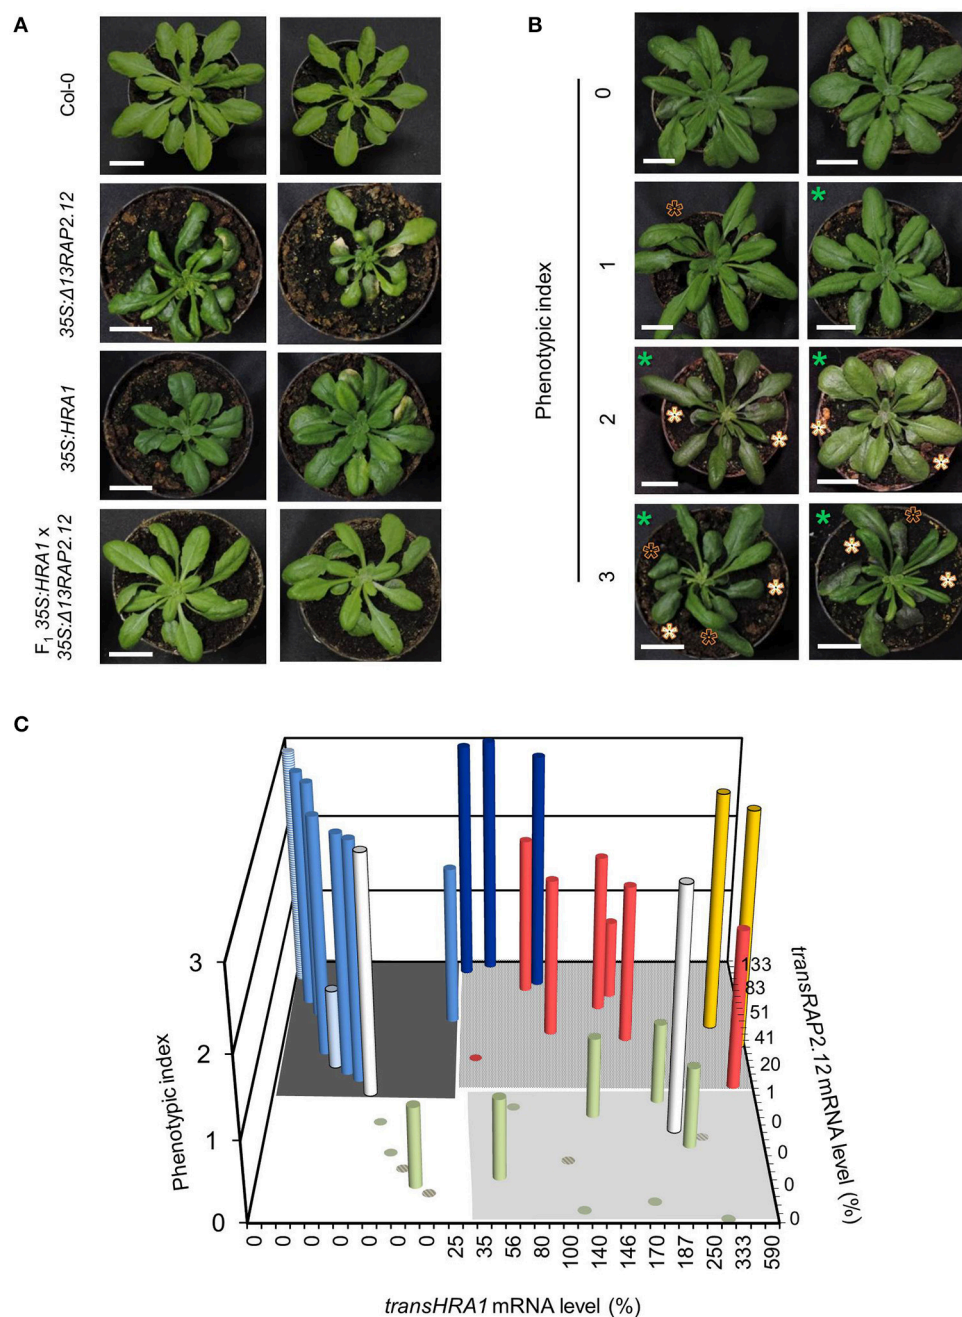 A
Col-0
35S:Δ13RAP2.12
35S:HRA1
F1 35S:HRA1 x
35S:Δ13RAP2.12
B
Phenotypic index
0
1
2
3
C
Phenotypic index
3
2
1
0
0 0 0 0 0 0 0 25 35 56 80 100 140 146 170 187 250 333 590
transHRA1 mRNA level (%)
133
83
51
41
20
1
0
0
0
0
transRAP2.12 mRNA level (%)